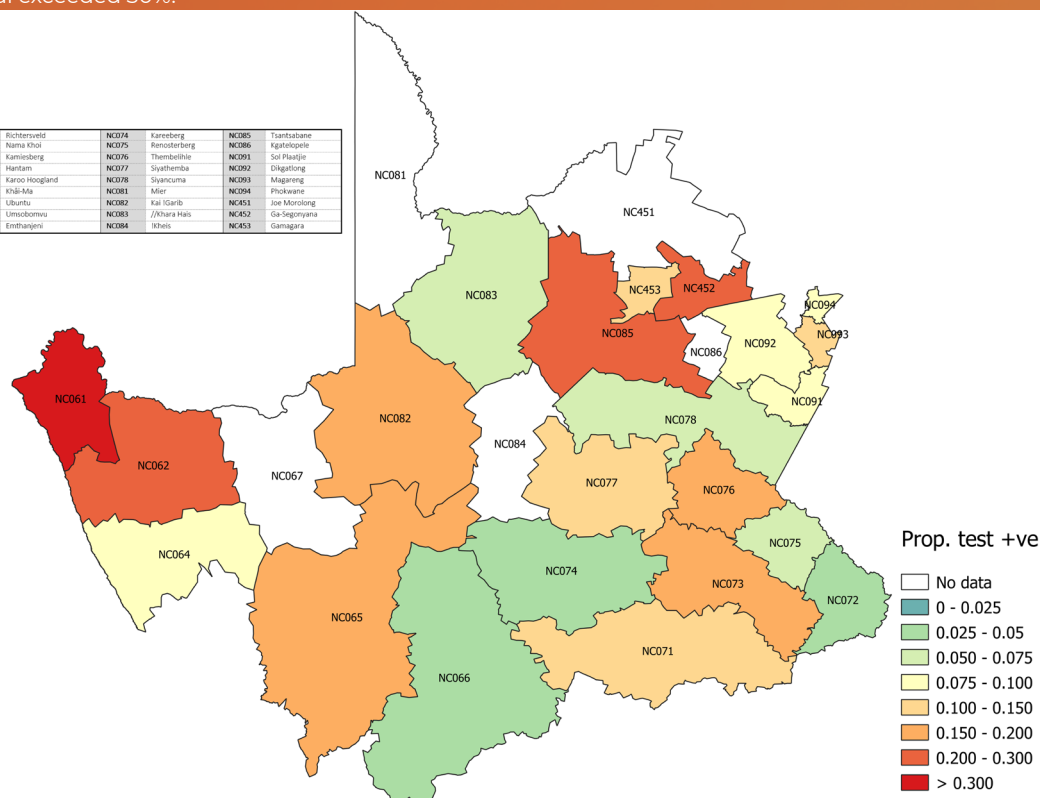 exceeded 30%.
Richtersveld NC074 Kareeberg NC085 Tsantsabane
Nama Khoi NC075 Renosterberg NC086 Kgatelopele
Kamiesberg NC076 Thembelihle NC091 Sol Plaatjie
Hantam NC077 Siyathemba NC092 Dikgatlong
Karoo Hoogland NC078 Siyancuma NC093 Magareng
Khâi-Ma NC081 Mier NC094 Phokwane
Ubuntu NC082 Kai !Garib NC451 Joe Morolong
Umsobomvu NC083 //Khara Hais NC452 Ga-Segonyana
Emthanjeni NC084 !Kheis NC453 Gamagara
NC081
NC451
NC083
NC453
NC452
NC094
NC085
NC086
NC092
NC093
NC061
NC091
NC082
NC078
NC084
NC062
NC067
NC077
NC076
NC064
NC074
NC075
NC073
NC072
NC065
NC071
NC066
Prop. test +ve
No data
0 - 0.025
0.025 - 0.05
0.050 - 0.075
0.075 - 0.100
0.100 - 0.150
0.150 - 0.200
0.200 - 0.300
> 0.300